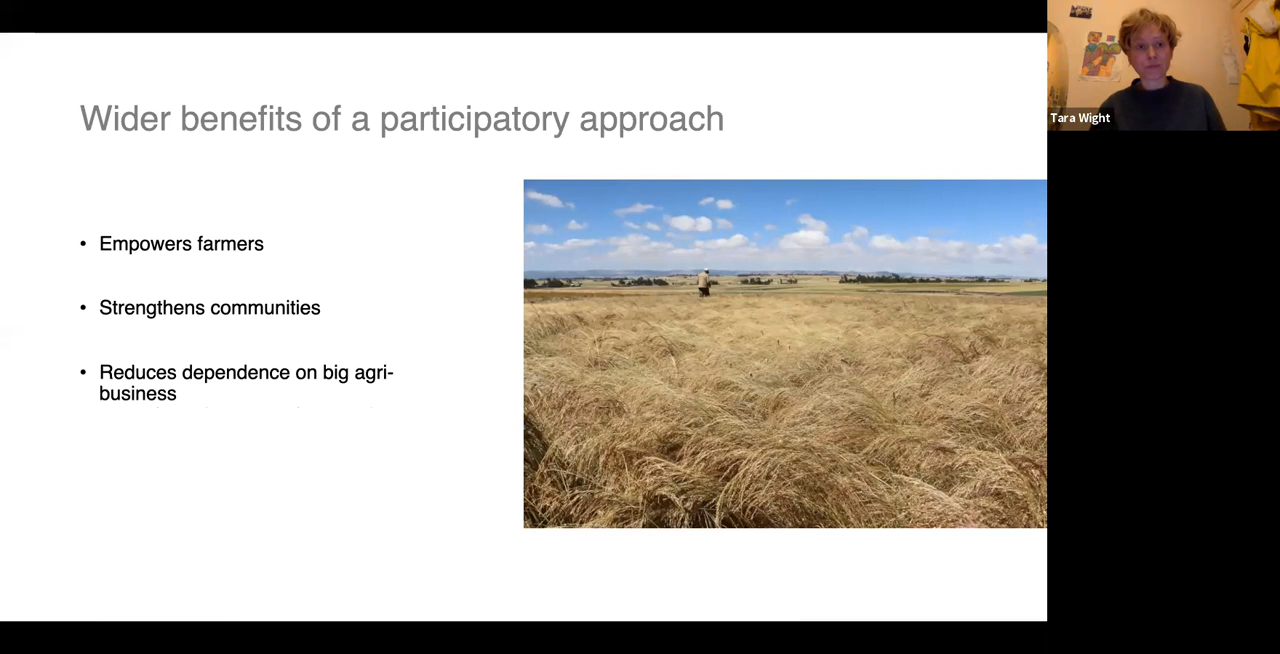 Wider benefits of a participatory approach
• Empowers farmers
• Strengthens communities
• Reduces dependence on big agri-
business
Tara Wight